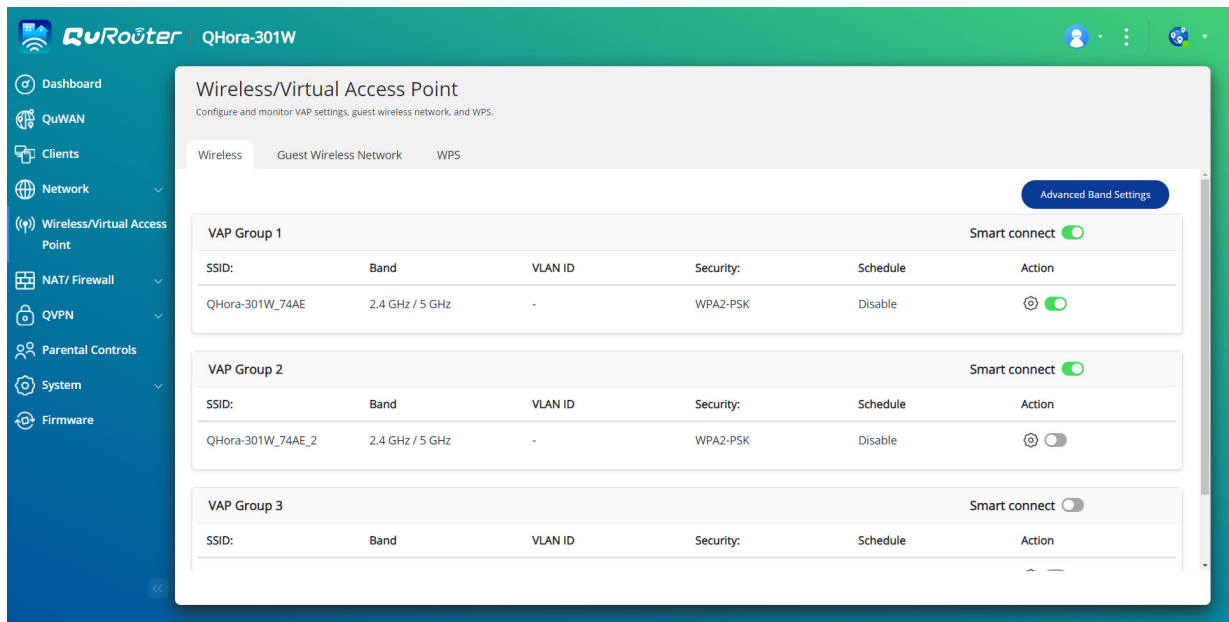 QuRoûter QHora-301W
Dashboard
QuWAN
Clients
Network
Wireless/Virtual Access
Point
NAT/ Firewall
QVPN
Parental Controls
System
Firmware
Wireless/Virtual Access Point
Configure and monitor VAP settings, guest wireless network, and WPS.
Wireless Guest Wireless Network WPS
Advanced Band Settings
VAP Group 1 Smart connect
SSID: Band VLAN ID Security: Schedule Action
QHora-301W_74AE 2.4 GHz / 5 GHz - WPA2-PSK Disable
VAP Group 2 Smart connect
SSID: Band VLAN ID Security: Schedule Action
QHora-301W_74AE_2 2.4 GHz / 5 GHz - WPA2-PSK Disable
VAP Group 3 Smart connect
SSID: Band VLAN ID Security: Schedule Action